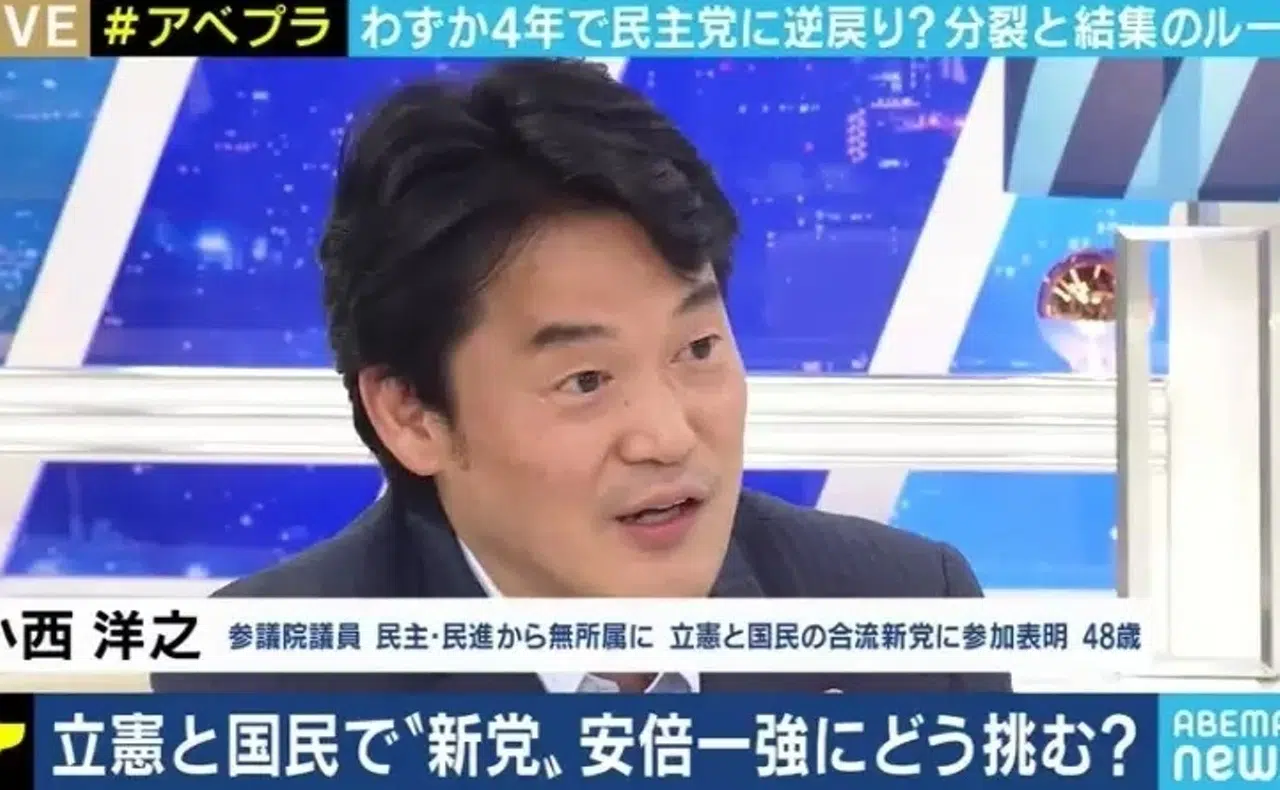 VE #アベプラ わずか4年で民主党に逆戻り?分裂と結集のルー
小西 洋之 参議院議員 民主・民進から無所属に 立憲と国民の合流新党に参加表明 48歳
立憲と国民で〝新党〟安倍一強にどう挑む?
ABEMA
new